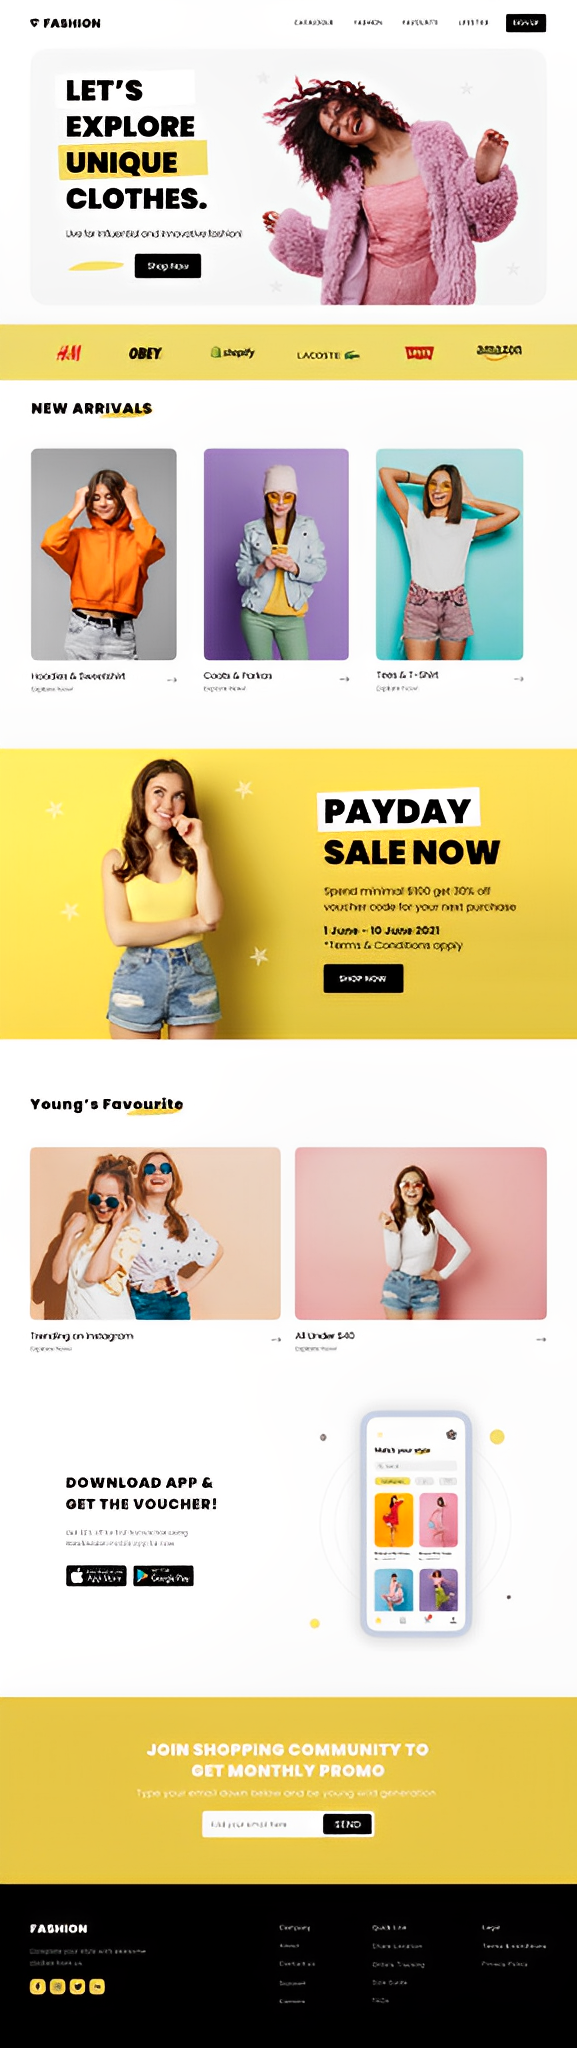 FASHION
CATALOGUE FASHION FAVOURITE LIFESTYLE SIGN UP
LET'S
EXPLORE
UNIQUE
CLOTHES.
Live for Influential and Innovative fashion!
Shop Now
H&M OBEY shopify LACOSTE Levi's amazon
NEW ARRIVALS
Hoodies & Sweetshirt
Explore Now!
Coats & Parkas
Explore Now!
Tees & T-Shirt
Explore Now!
PAYDAY
SALE NOW
Spend minimal $100 get 30% off
voucher code for your next purchase
1 June - 10 June 2021
*Terms & Conditions apply
SHOP NOW
Young's Favourite
Trending on Instagram
Explore Now!
All Under $40
Explore Now!
DOWNLOAD APP &
GET THE VOUCHER!
App Store
Google Play
Match your style
JOIN SHOPPING COMMUNITY TO
GET MONTHLY PROMO
Type your email down below and be young wild generation
Add your email here
SEND
FASHION
Complete your style with awesome
clothes from us.
Company
About
Contact us
Support
Careers
Quick Link
Share Location
Orders Tracking
Size Guide
FAQs
Legal
Terms & conditions
Privacy Policy